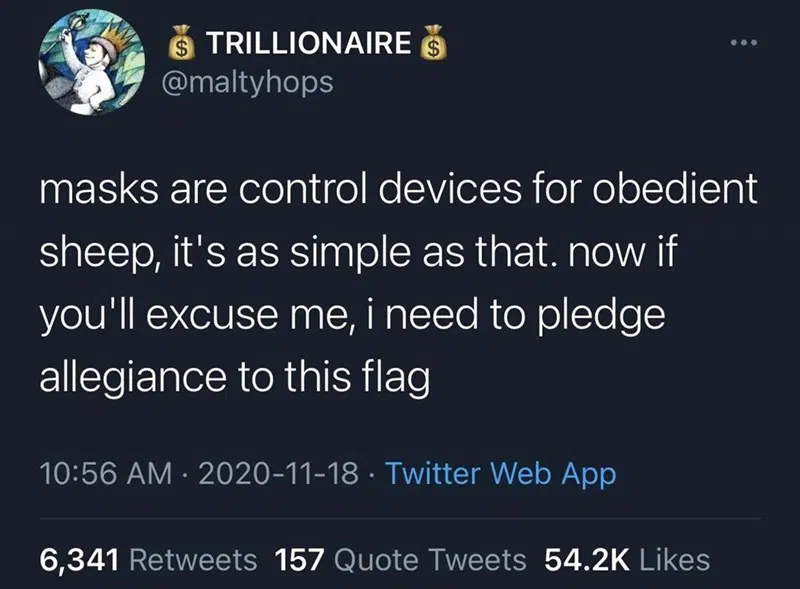 💰 TRILLIONAIRE 💰
@maltyhops
masks are control devices for obedient
sheep, it's as simple as that. now if
you'll excuse me, i need to pledge
allegiance to this flag
10:56 AM · 2020-11-18 · Twitter Web App
6,341 Retweets 157 Quote Tweets 54.2K Likes